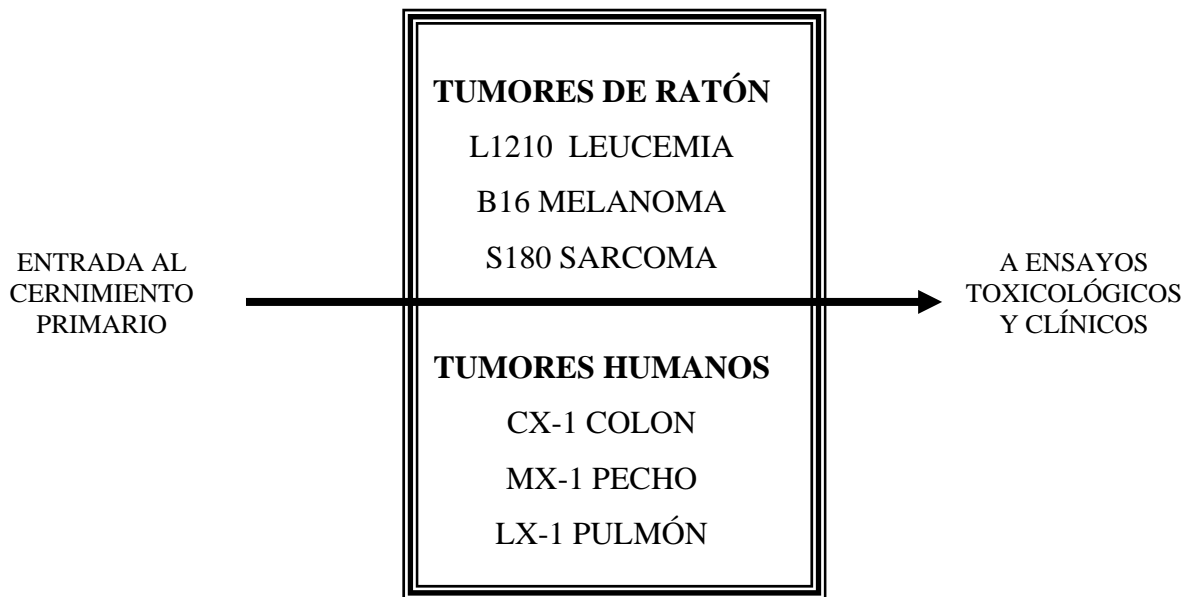 TUMORES DE RATÓN
L1210 LEUCEMIA
B16 MELANOMA
S180 SARCOMA
ENTRADA AL
CERNIMIENTO
PRIMARIO
A ENSAYOS
TOXICOLÓGICOS
Y CLÍNICOS
TUMORES HUMANOS
CX-1 COLON
MX-1 PECHO
LX-1 PULMÓN